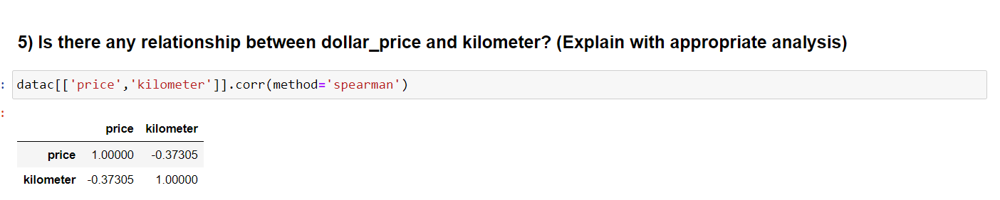 5) Is there any relationship between dollar_price and kilometer? (Explain with appropriate analysis)
: datac[['price','kilometer']].corr(method='spearman')
:
price kilometer
price 1.00000 -0.37305
kilometer -0.37305 1.00000